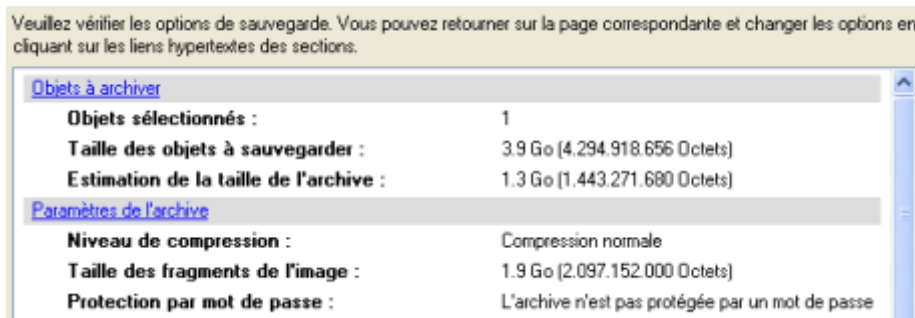 Veuillez vérifier les options de sauvegarde. Vous pouvez retourner sur la page correspondante et changer les options en
cliquant sur les liens hypertextes des sections.
Objets à archiver
Objets sélectionnés : 1
Taille des objets à sauvegarder : 3.9 Go (4.294.918.656 Octets)
Estimation de la taille de l'archive : 1.3 Go (1.443.271.680 Octets)
Paramètres de l'archive
Niveau de compression : Compression normale
Taille des fragments de l'image : 1.9 Go (2.097.152.000 Octets)
Protection par mot de passe : L'archive n'est pas protégée par un mot de passe